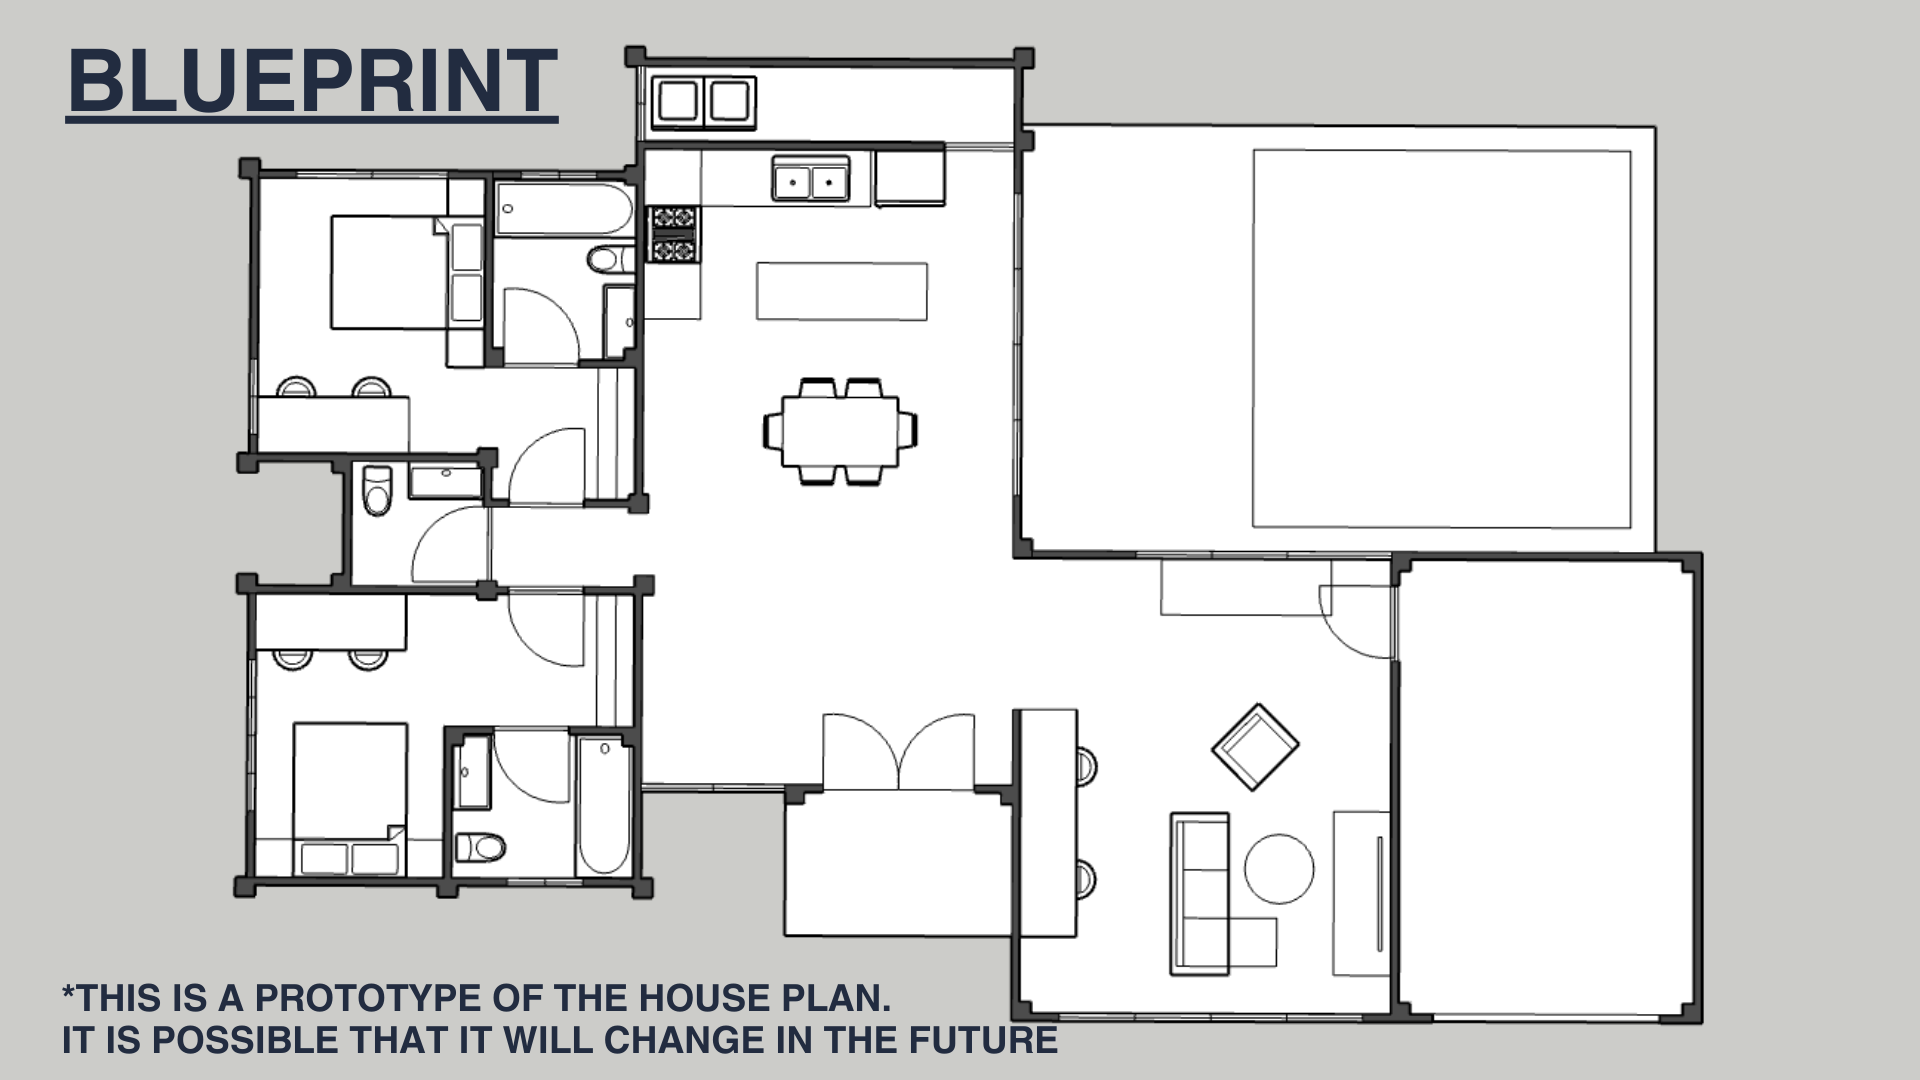 BLUEPRINT
*THIS IS A PROTOTYPE OF THE HOUSE PLAN.
IT IS POSSIBLE THAT IT WILL CHANGE IN THE FUTURE